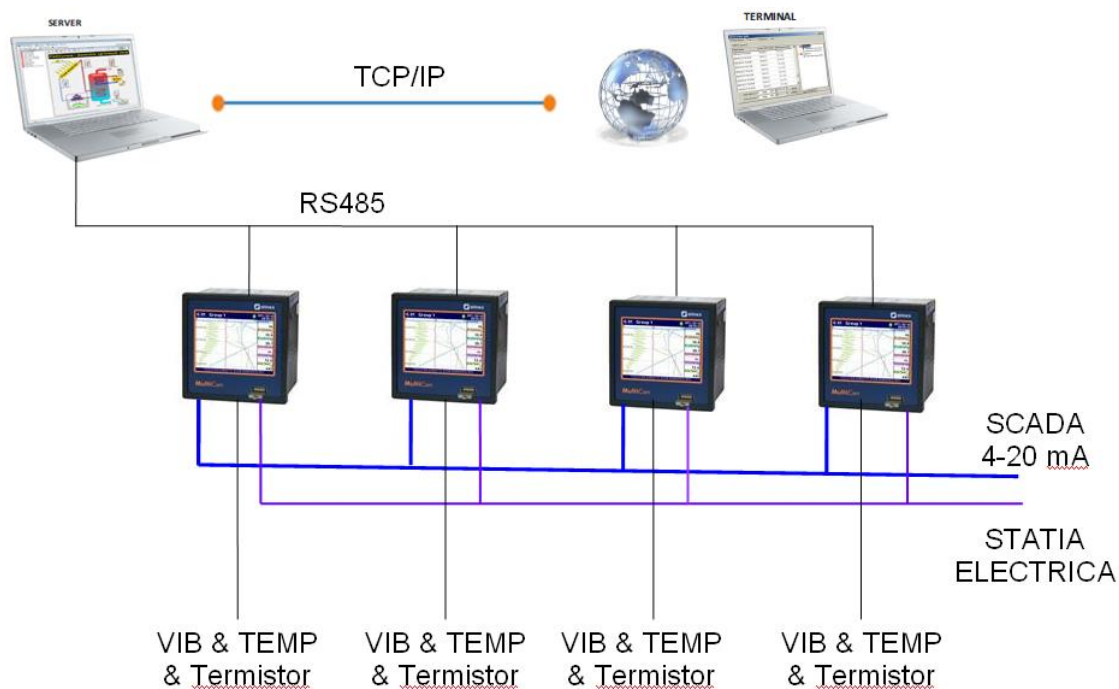 SERVER
TERMINAL
TCP/IP
RS485
MultiCon
MultiCon
MultiCon
MultiCon
SCADA
4-20 mA
STATIA
ELECTRICA
VIB & TEMP
& Termistor
VIB & TEMP
& Termistor
VIB & TEMP
& Termistor
VIB & TEMP
& Termistor